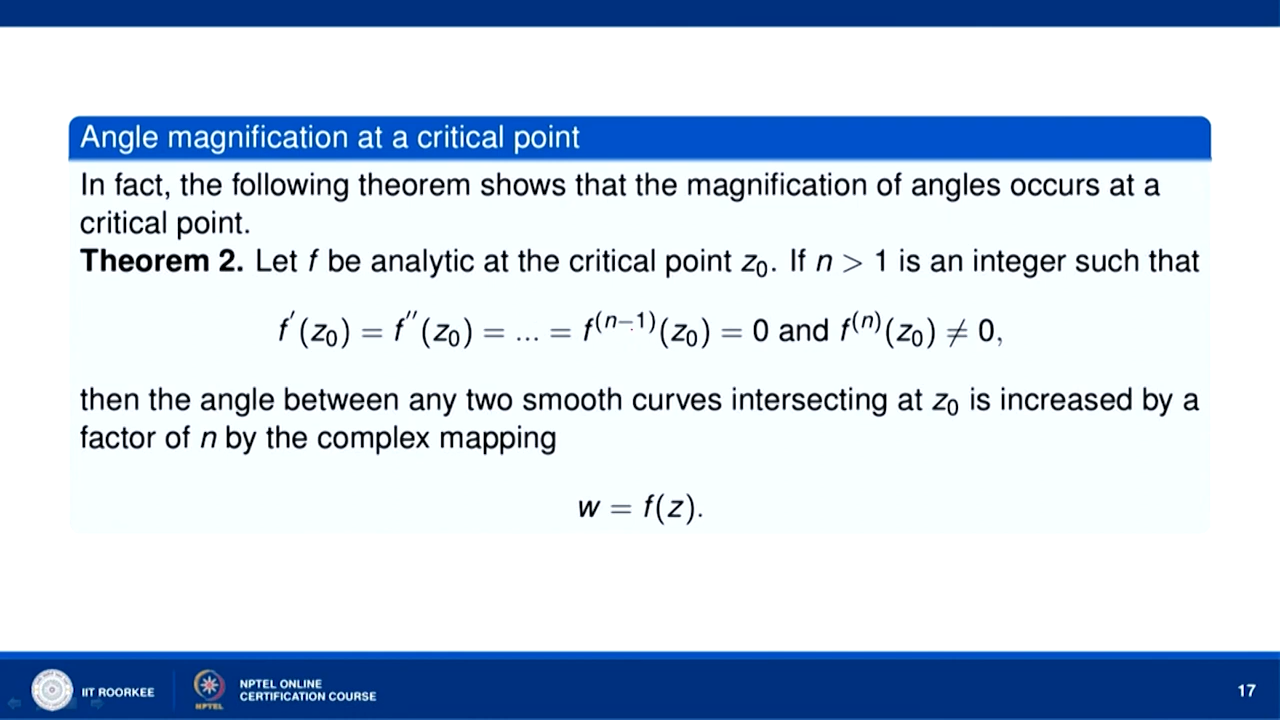 Angle magnification at a critical point
In fact, the following theorem shows that the magnification of angles occurs at a
critical point.
Theorem 2. Let f be analytic at the critical point z₀. If n > 1 is an integer such that
f′(z₀) = f″(z₀) = ... = f⁽ⁿ⁻¹⁾(z₀) = 0 and f⁽ⁿ⁾(z₀) ≠ 0,
then the angle between any two smooth curves intersecting at z₀ is increased by a
factor of n by the complex mapping
w = f(z).
IIT ROORKEE
NPTEL
NPTEL ONLINE
CERTIFICATION COURSE
17